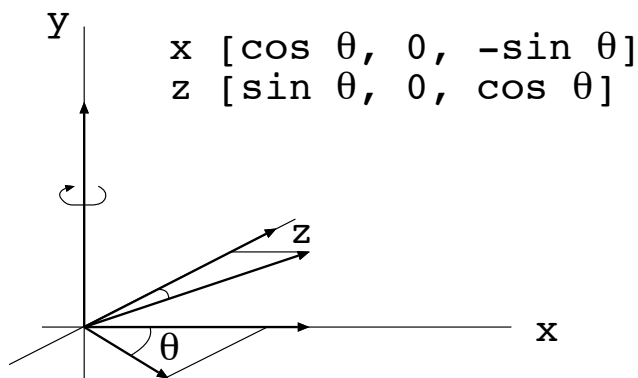 y
x [cos θ, 0, -sin θ]
z [sin θ, 0, cos θ]
z
x
θ